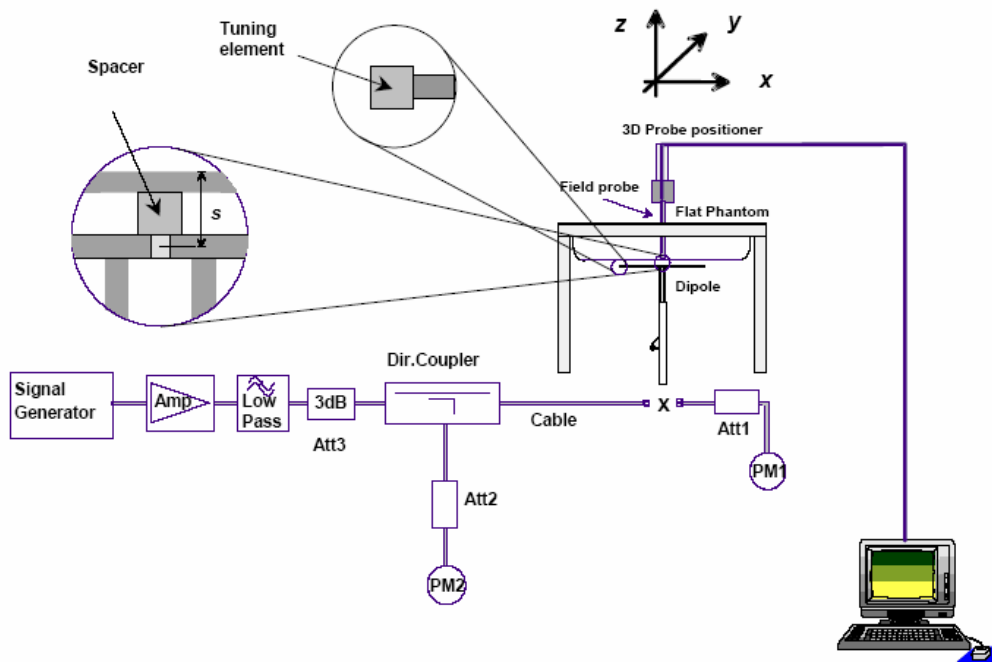 Tuning
element
Spacer
s
z
y
x
3D Probe positioner
Field probe
Flat Phantom
Dipole
Signal
Generator
Amp
Low
Pass
3dB
Att3
Dir.Coupler
Cable
X
Att1
PM1
Att2
PM2